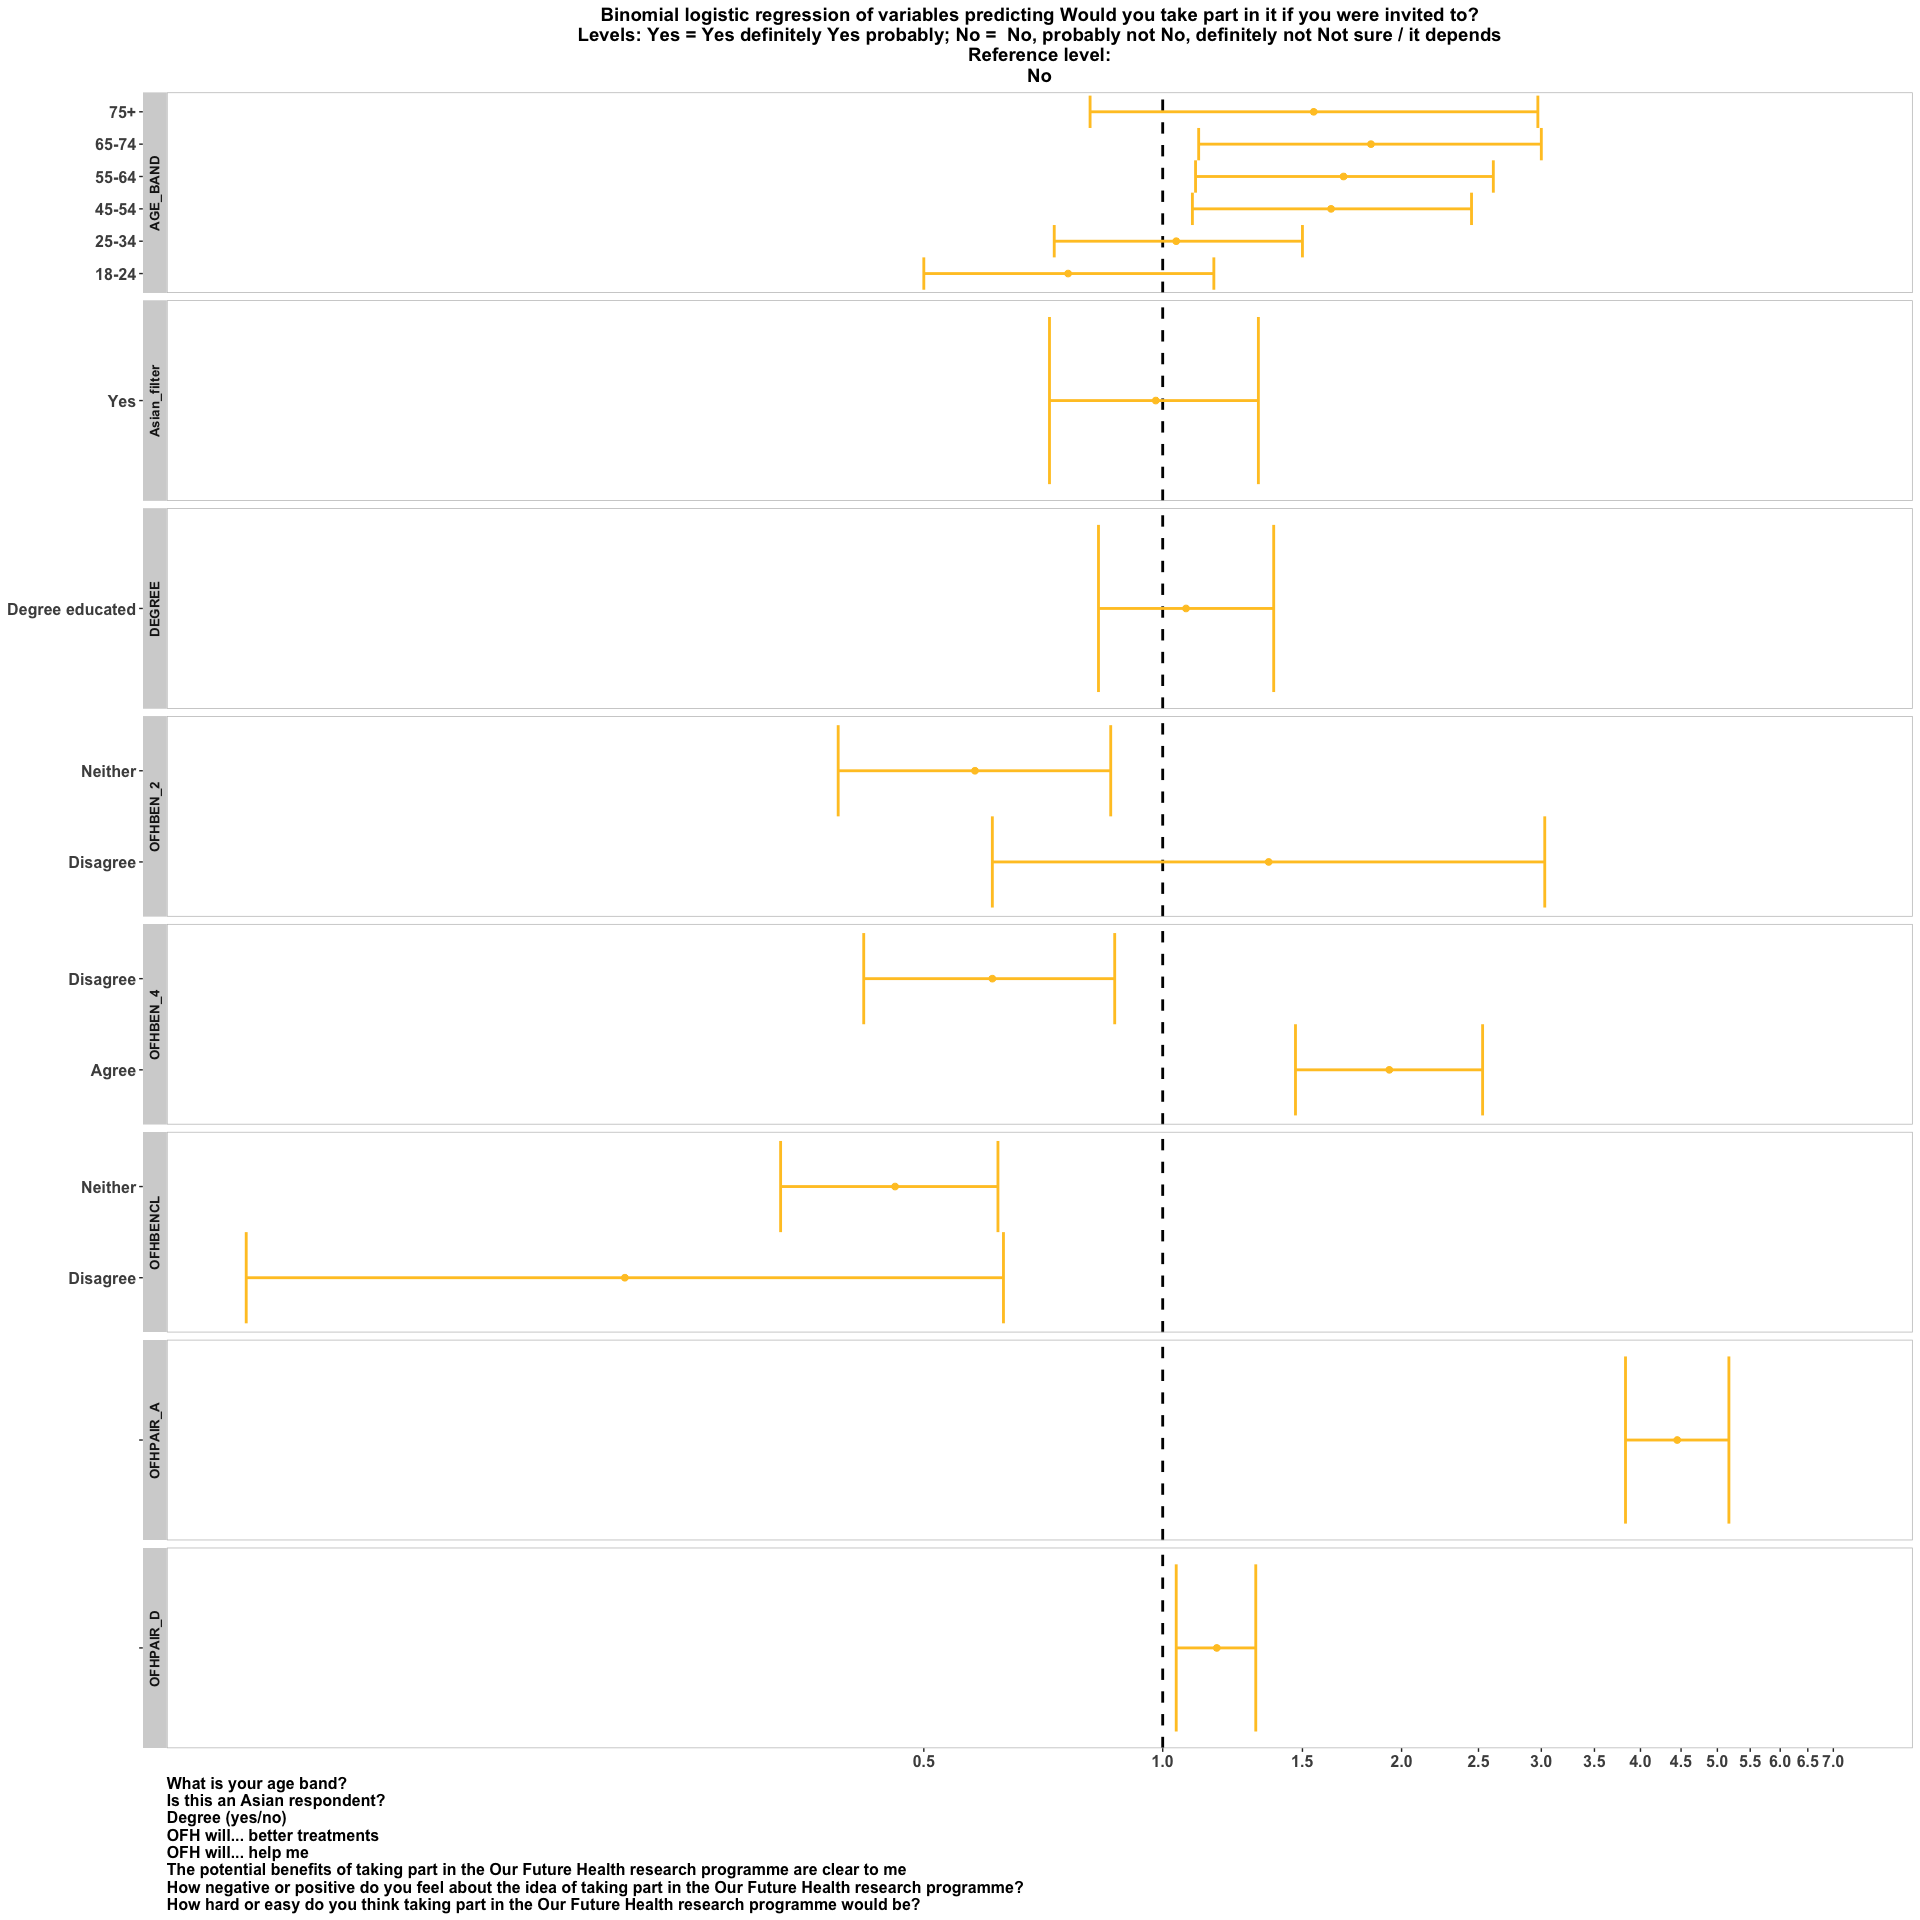 Binomial logistic regression of variables predicting Would you take part in it if you were invited to?
Levels: Yes = Yes definitely Yes probably; No =  No, probably not No, definitely not Not sure / it depends
Reference level:
No
AGE_BAND
75+
65-74
55-64
45-54
25-34
18-24
Asian_filter
Yes
DEGREE
Degree educated
OFHBEN_2
Neither
Disagree
OFHBEN_4
Disagree
Agree
OFHBENCL
Neither
Disagree
OFHPAIR_A
OFHPAIR_D
0.5 1.0 1.5 2.0 2.5 3.0 3.5 4.0 4.5 5.0 5.5 6.0 6.5 7.0
What is your age band?
Is this an Asian respondent?
Degree (yes/no)
OFH will... better treatments
OFH will... help me
The potential benefits of taking part in the Our Future Health research programme are clear to me
How negative or positive do you feel about the idea of taking part in the Our Future Health research programme?
How hard or easy do you think taking part in the Our Future Health research programme would be?